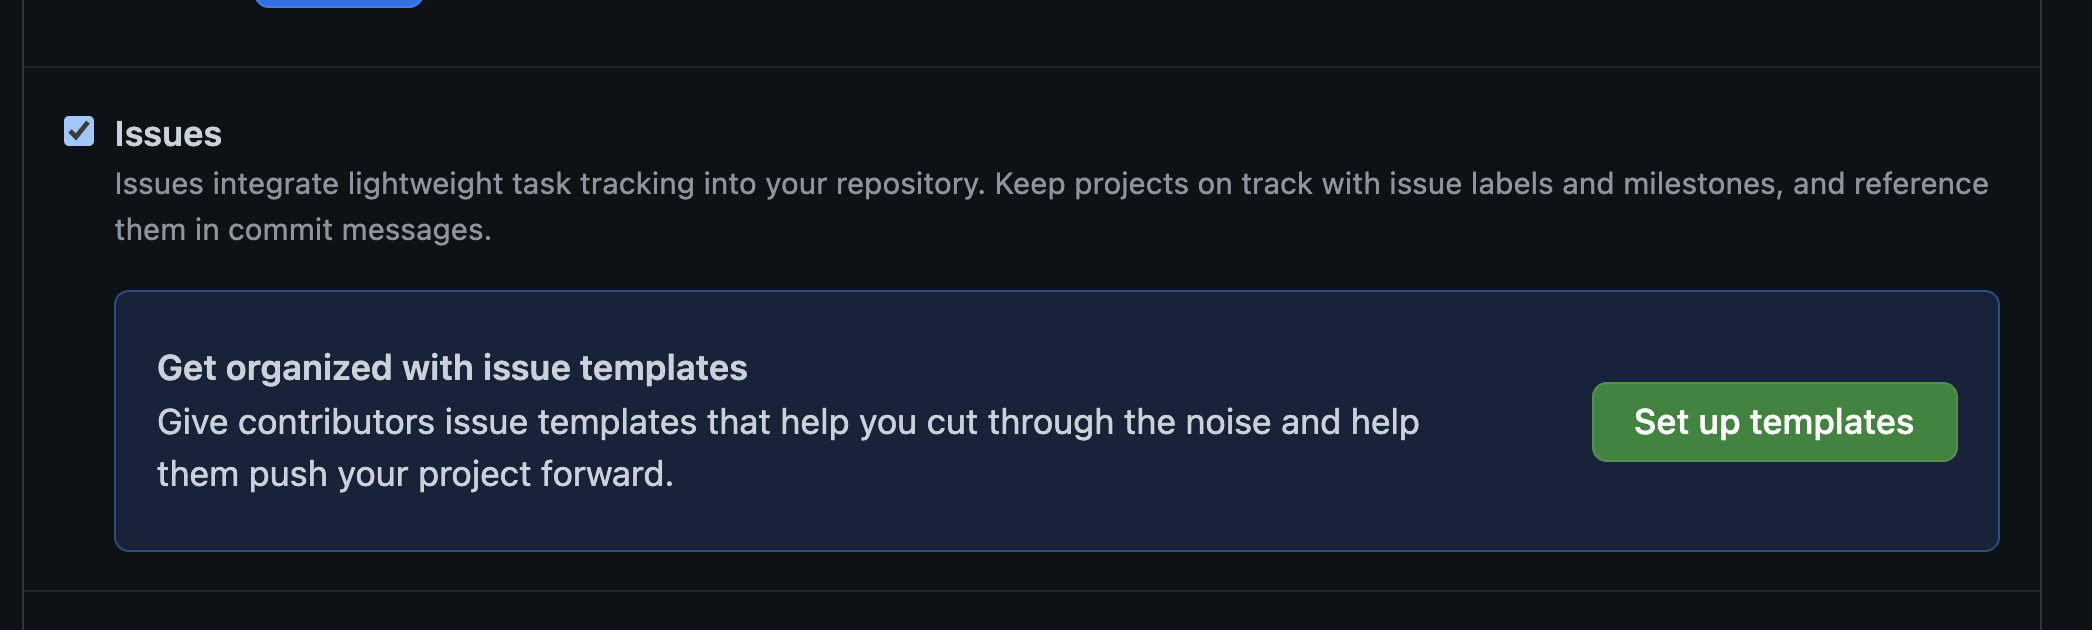 Issues
Issues integrate lightweight task tracking into your repository. Keep projects on track with issue labels and milestones, and reference
them in commit messages.
Get organized with issue templates
Give contributors issue templates that help you cut through the noise and help
them push your project forward.
Set up templates